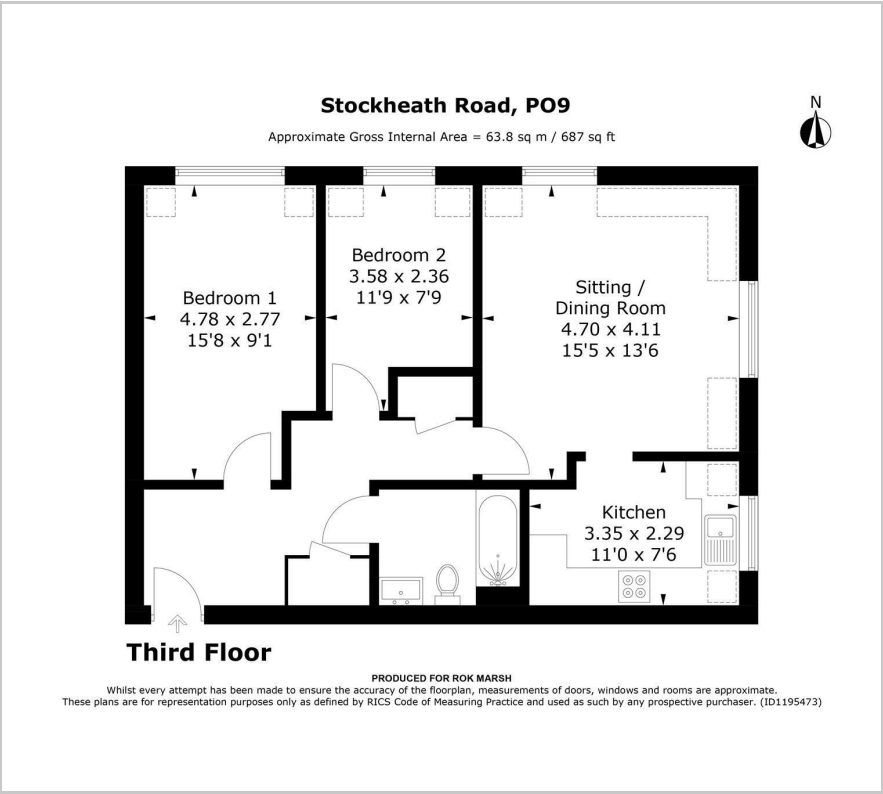 Stockheath Road, PO9
Approximate Gross Internal Area = 63.8 sq m / 687 sq ft
N
Bedroom 1
4.78 x 2.77
15'8 x 9'1
Bedroom 2
3.58 x 2.36
11'9 x 7'9
Sitting /
Dining Room
4.70 x 4.11
15'5 x 13'6
Kitchen
3.35 x 2.29
11'0 x 7'6
Third Floor
PRODUCED FOR ROK MARSH
Whilst every attempt has been made to ensure the accuracy of the floorplan, measurements of doors, windows and rooms are approximate.
These plans are for representation purposes only as defined by RICS Code of Measuring Practice and used as such by any prospective purchaser. (ID1195473)